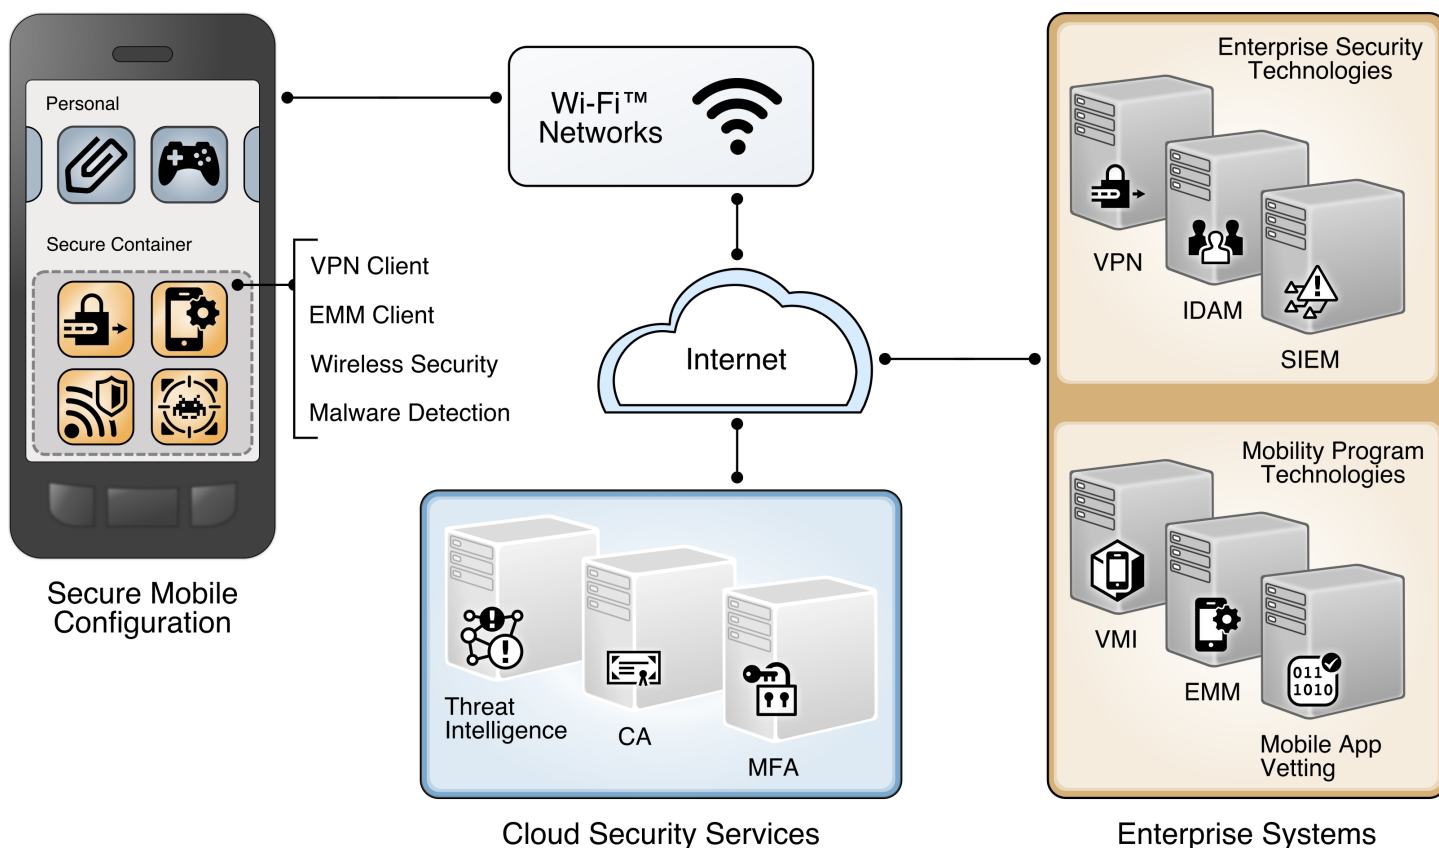 Personal
Secure Container
VPN Client
EMM Client
Wireless Security
Malware Detection
Secure Mobile
Configuration
Wi-Fi™
Networks
Internet
Threat
Intelligence
CA
MFA
Cloud Security Services
Enterprise Security
Technologies
VPN
IDAM
SIEM
Mobility Program
Technologies
VMI
EMM
011
1010
Mobile App
Vetting
Enterprise Systems